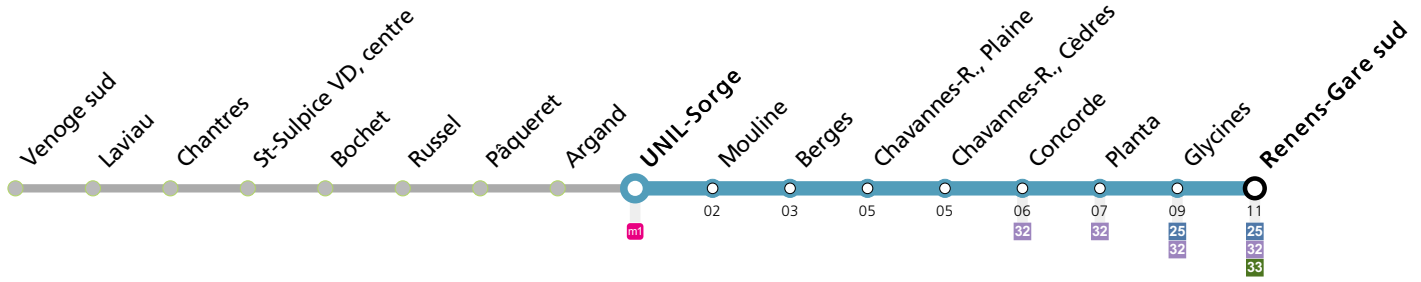 Venoge sud
Laviau
Chantres
St-Sulpice VD, centre
Bochet
Russel
Pâqueret
Argand
UNIL-Sorge
Mouline
Berges
Chavannes-R., Plaine
Chavannes-R., Cèdres
Concorde
Planta
Glycines
Renens-Gare sud
02 03 05 05 06 07 09 11
m1 32 32 25 25
32 32
33